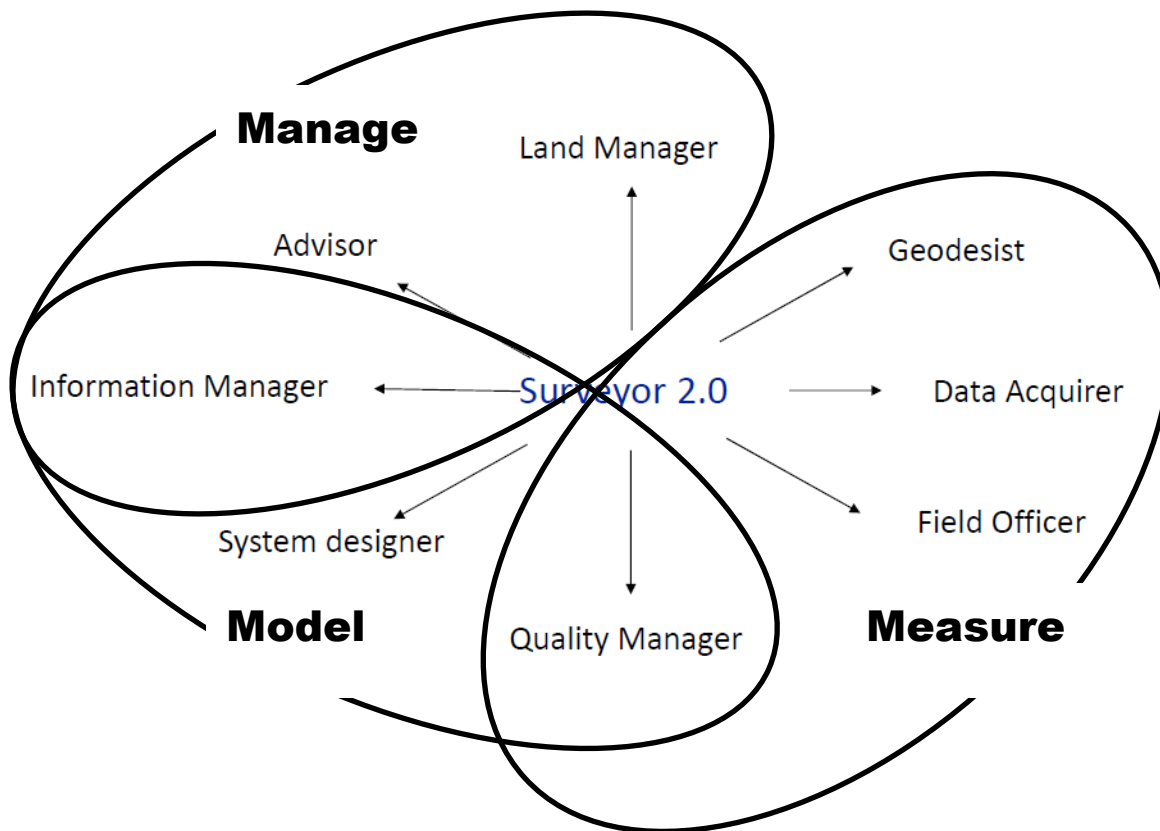 Manage
Land Manager
Advisor
Geodesist
Information Manager
Surveyor 2.0
Data Acquirer
System designer
Field Officer
Model
Quality Manager
Measure